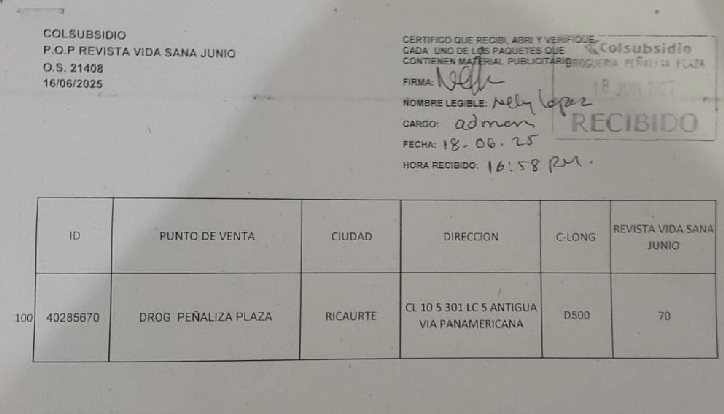 COLSUBSIDIO
P.O.P REVISTA VIDA SANA JUNIO
O.S. 21408
16/06/2025
CERTIFICO QUE RECIBI, ABRI Y VERIFIQUE
CADA UNO DE LOS PAQUETES QUE
CONTIENEN MATERIAL PUBLICITARIO
FIRMA:
NOMBRE LEGIBLE: Nely Lopez
CARGO: admon
FECHA: 18-06-25
HORA RECIBIDO: 16:58 PM.
Colsubsidio
DROGUERIA PEÑALIZA PLAZA
18 JUN
RECIBIDO
ID PUNTO DE VENTA CIUDAD DIRECCION C-LONG REVISTA VIDA SANA
JUNIO
100 40285670 DROG PEÑALIZA PLAZA RICAURTE CL 10 5 301 LC 5 ANTIGUA
VIA PANAMERICANA D500 70